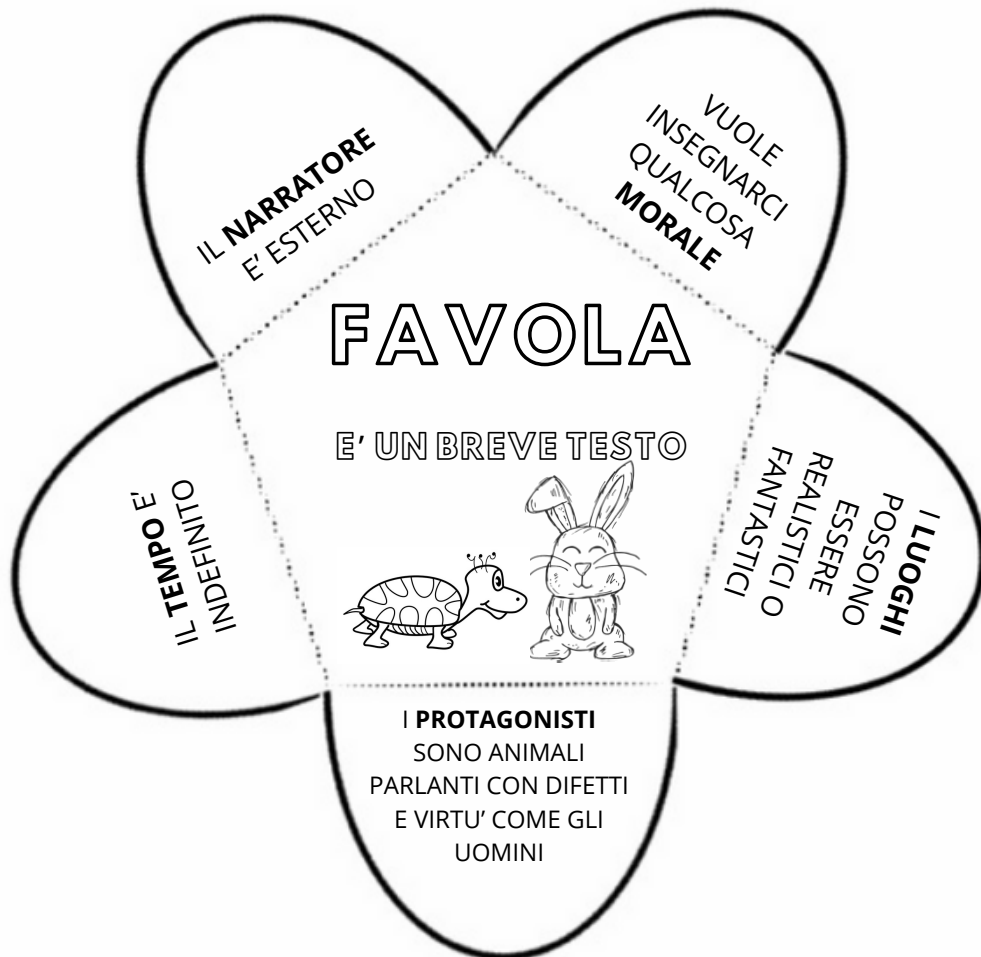 FAVOLA
E' UN BREVE TESTO
IL NARRATORE
E' ESTERNO
VUOLE
INSEGNARCI
QUALCOSA
MORALE
I LUOGHI
POSSONO
ESSERE
REALISTICI O
FANTASTICI
I PROTAGONISTI
SONO ANIMALI
PARLANTI CON DIFETTI
E VIRTU' COME GLI
UOMINI
IL TEMPO E'
INDEFINITO